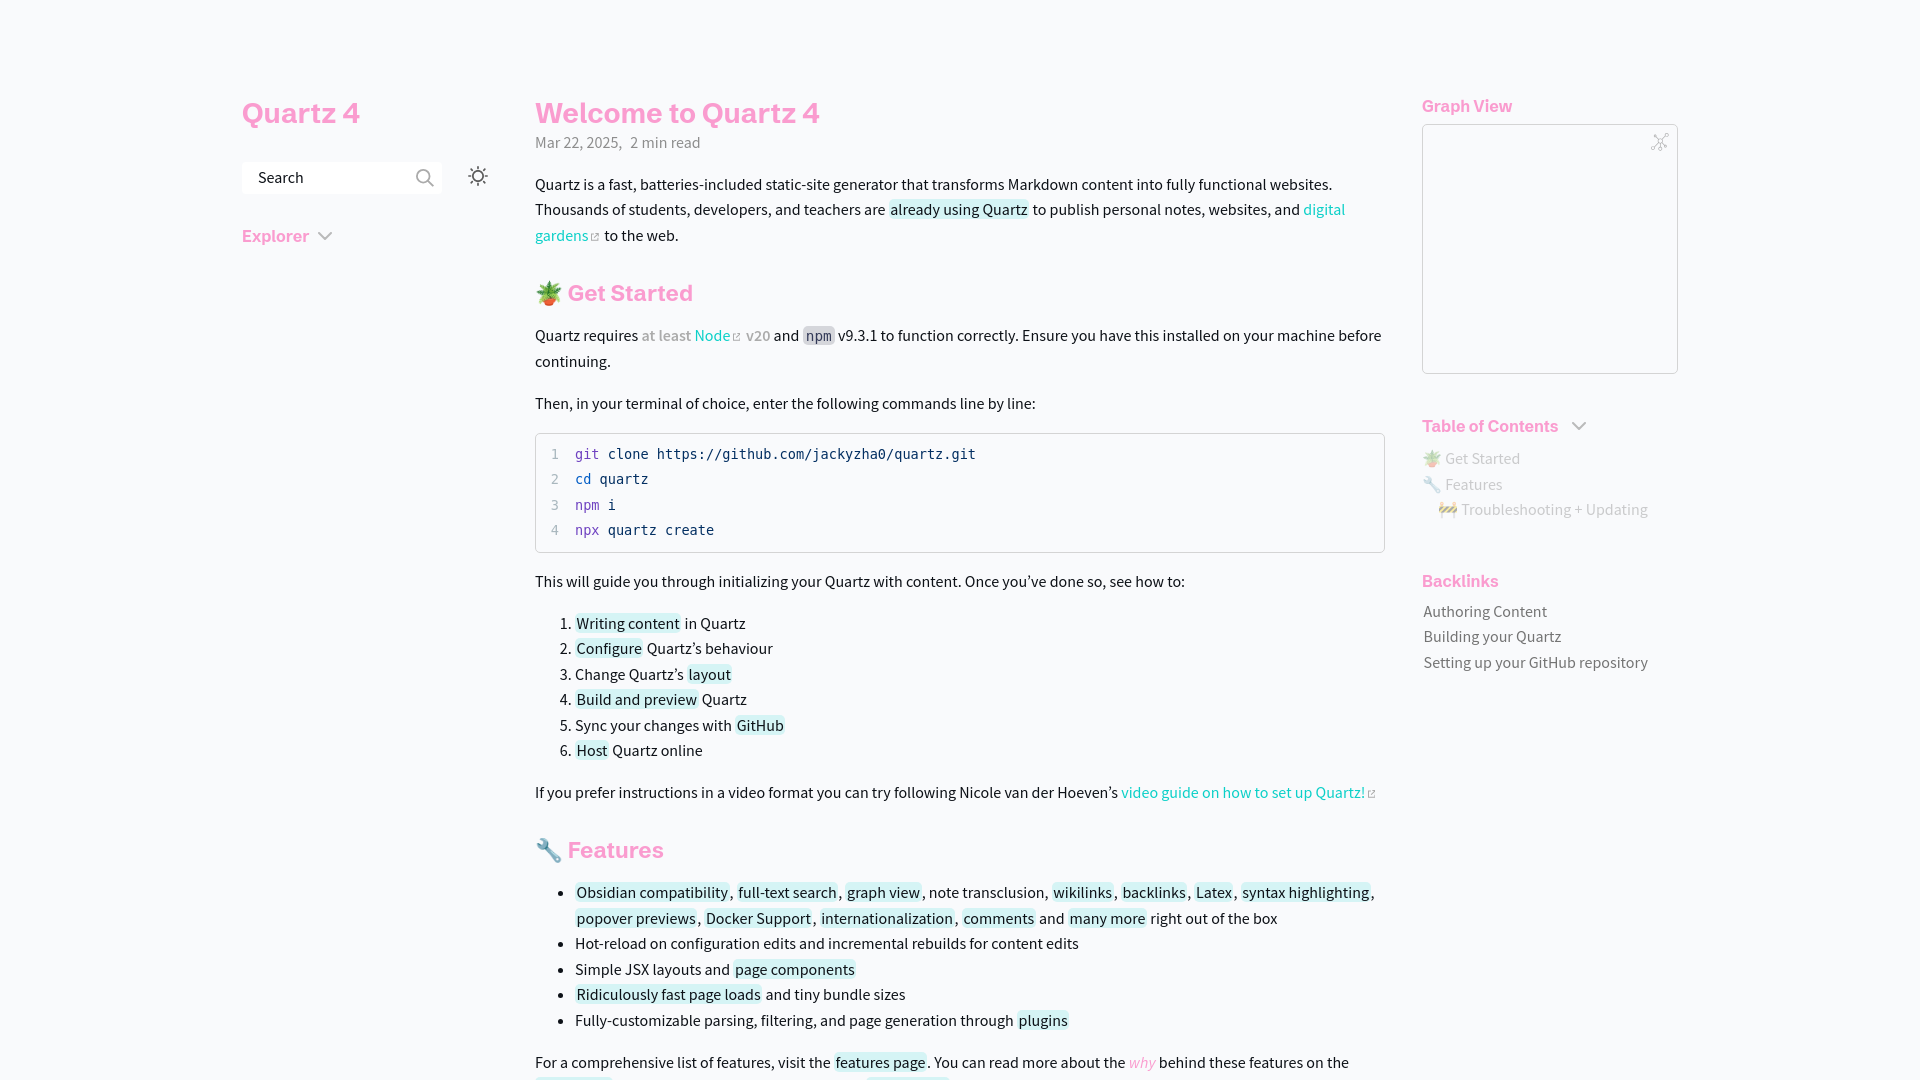 Quartz 4
Search
Explorer
Welcome to Quartz 4
Mar 22, 2025, 2 min read
Quartz is a fast, batteries-included static-site generator that transforms Markdown content into fully functional websites.
Thousands of students, developers, and teachers are already using Quartz to publish personal notes, websites, and digital
gardens to the web.
🪴 Get Started
Quartz requires at least Node v20 and npm v9.3.1 to function correctly. Ensure you have this installed on your machine before
continuing.
Then, in your terminal of choice, enter the following commands line by line:
1 git clone https://github.com/jackyzha0/quartz.git
2 cd quartz
3 npm i
4 npx quartz create
This will guide you through initializing your Quartz with content. Once you’ve done so, see how to:
1. Writing content in Quartz
2. Configure Quartz’s behaviour
3. Change Quartz’s layout
4. Build and preview Quartz
5. Sync your changes with GitHub
6. Host Quartz online
If you prefer instructions in a video format you can try following Nicole van der Hoeven’s video guide on how to set up Quartz!
🔧 Features
• Obsidian compatibility, full-text search, graph view, note transclusion, wikilinks, backlinks, Latex, syntax highlighting,
popover previews, Docker Support, internationalization, comments and many more right out of the box
• Hot-reload on configuration edits and incremental rebuilds for content edits
• Simple JSX layouts and page components
• Ridiculously fast page loads and tiny bundle sizes
• Fully-customizable parsing, filtering, and page generation through plugins
For a comprehensive list of features, visit the features page. You can read more about the why behind these features on the
Graph View
Table of Contents
🪴 Get Started
🔧 Features
🚧 Troubleshooting + Updating
Backlinks
Authoring Content
Building your Quartz
Setting up your GitHub repository